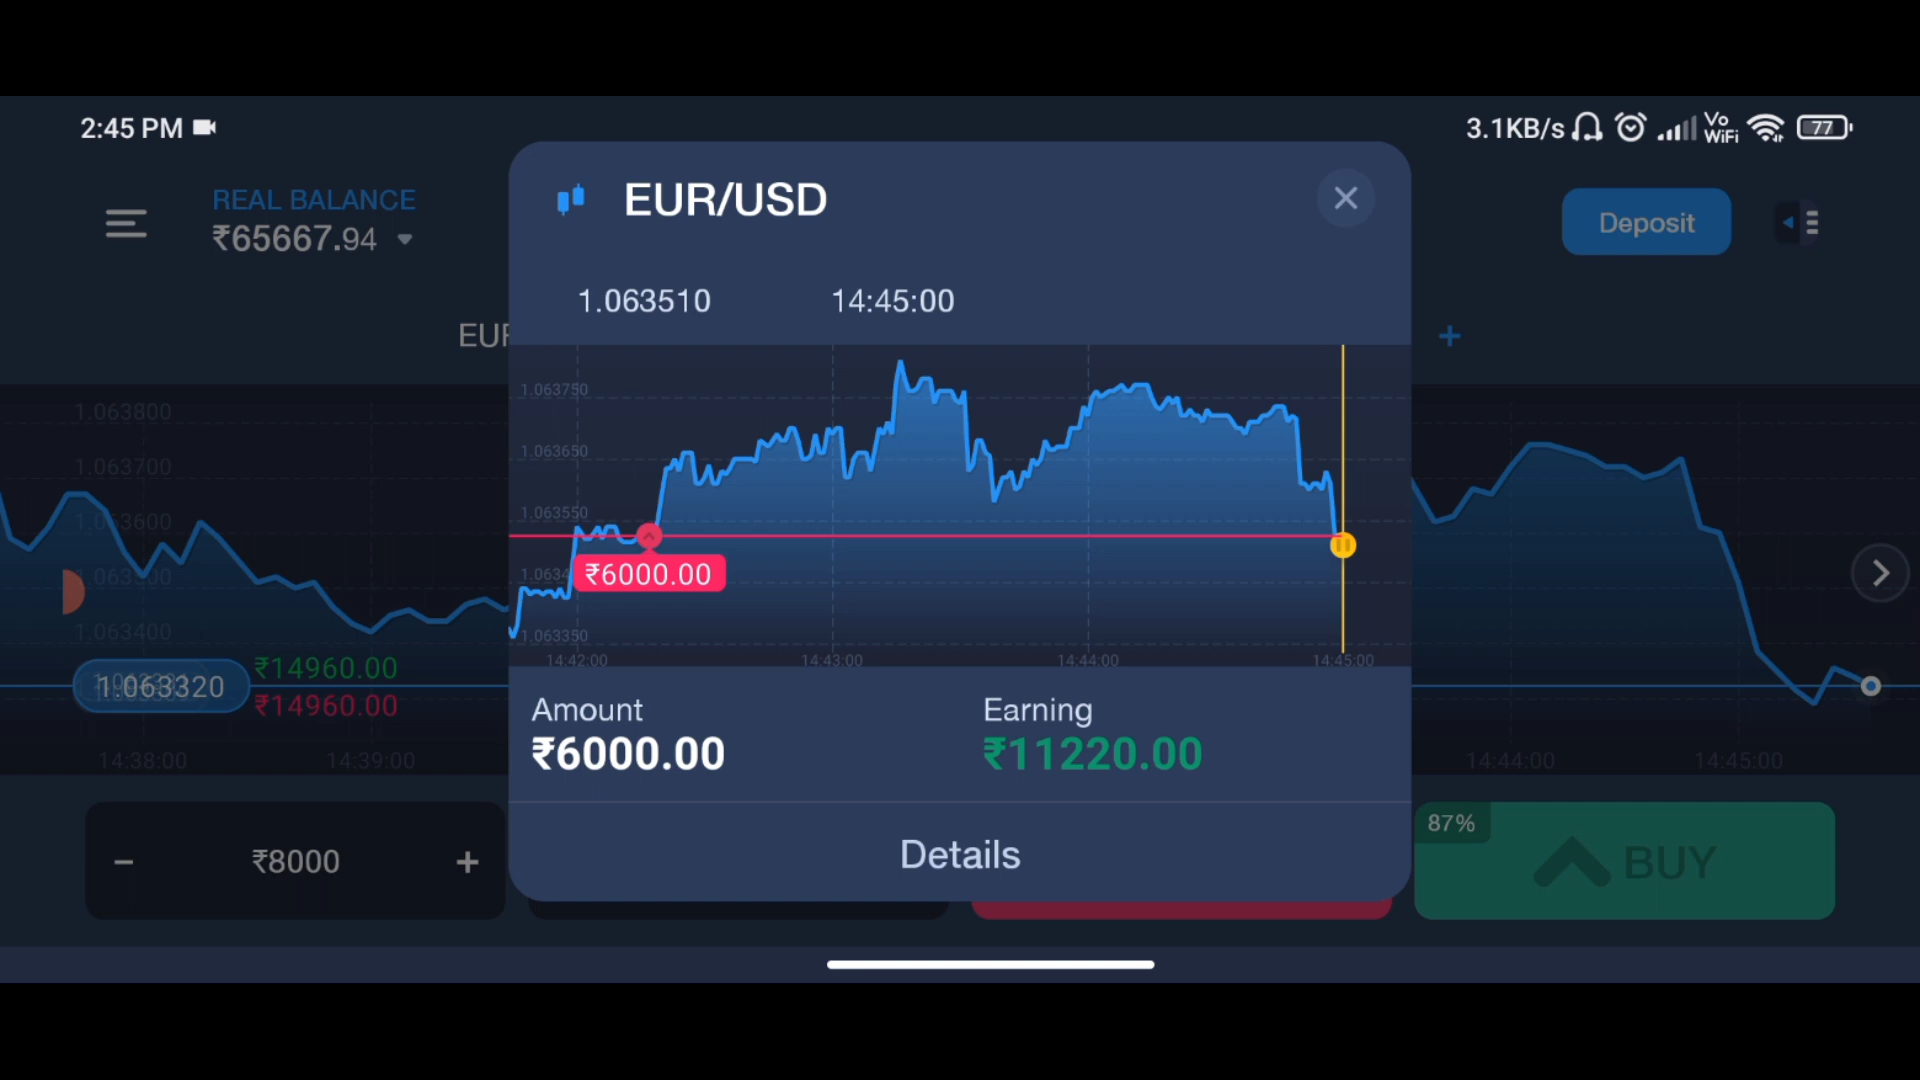 2:45 PM
3.1KB/s Vo WiFi 77
REAL BALANCE
₹65667.94
EUR/USD
Deposit
1.063510 14:45:00
EUR
+
1.063800
1.063700
1.063600
1.063400
1.063750
1.063650
1.063550
1.0634
1.063350
₹6000.00
14:42:00 14:43:00 14:44:00 14:45:00
1.063320
₹14960.00
₹14960.00
14:38:00 14:39:00
14:44:00 14:45:00
Amount
₹6000.00
Earning
₹11220.00
Details
− ₹8000 +
87%
BUY